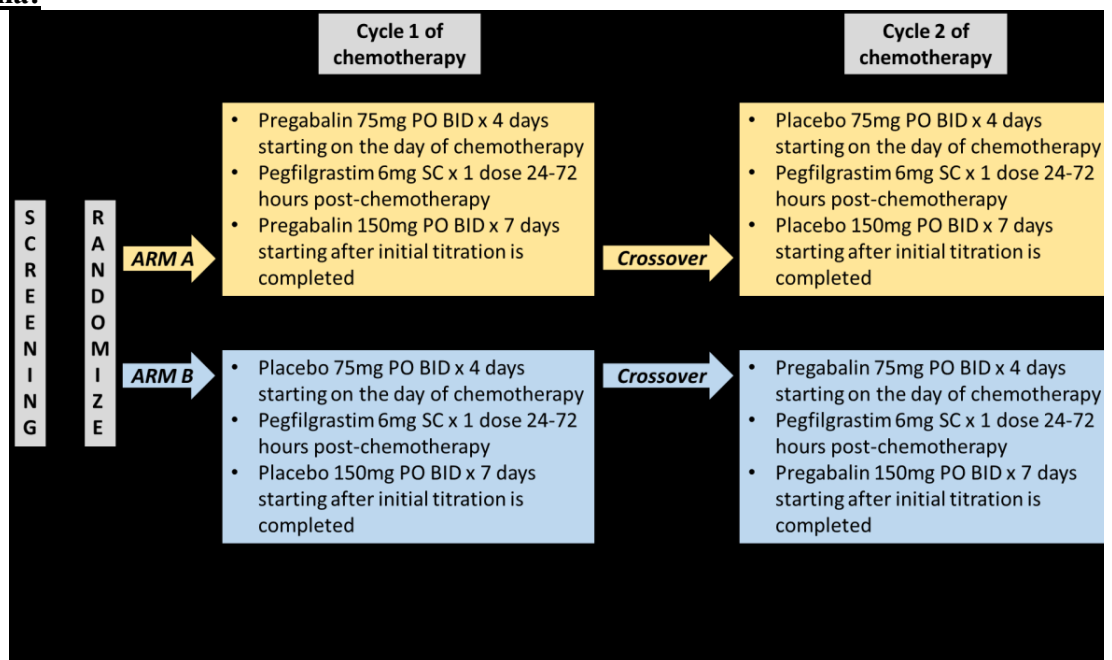 Cycle 1 of
chemotherapy
Cycle 2 of
chemotherapy
SCREENING
RANDOMIZE
ARM A
• Pregabalin 75mg PO BID x 4 days
starting on the day of chemotherapy
• Pegfilgrastim 6mg SC x 1 dose 24-72
hours post-chemotherapy
• Pregabalin 150mg PO BID x 7 days
starting after initial titration is
completed
Crossover
• Placebo 75mg PO BID x 4 days
starting on the day of chemotherapy
• Pegfilgrastim 6mg SC x 1 dose 24-72
hours post-chemotherapy
• Placebo 150mg PO BID x 7 days
starting after initial titration is
completed
ARM B
• Placebo 75mg PO BID x 4 days
starting on the day of chemotherapy
• Pegfilgrastim 6mg SC x 1 dose 24-72
hours post-chemotherapy
• Placebo 150mg PO BID x 7 days
starting after initial titration is
completed
Crossover
• Pregabalin 75mg PO BID x 4 days
starting on the day of chemotherapy
• Pegfilgrastim 6mg SC x 1 dose 24-72
hours post-chemotherapy
• Pregabalin 150mg PO BID x 7 days
starting after initial titration is
completed